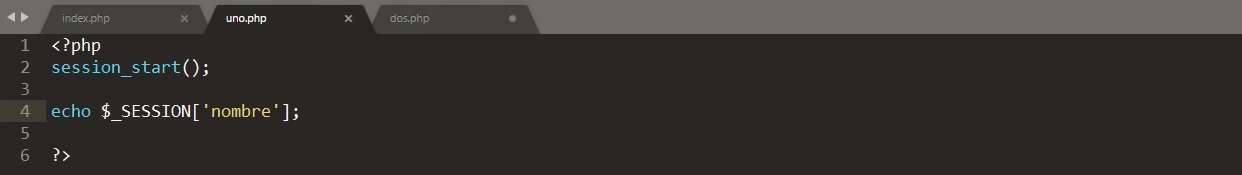 index.php × uno.php × dos.php
1 <?php
2 session_start();
3
4 echo $_SESSION['nombre'];
5
6 ?>